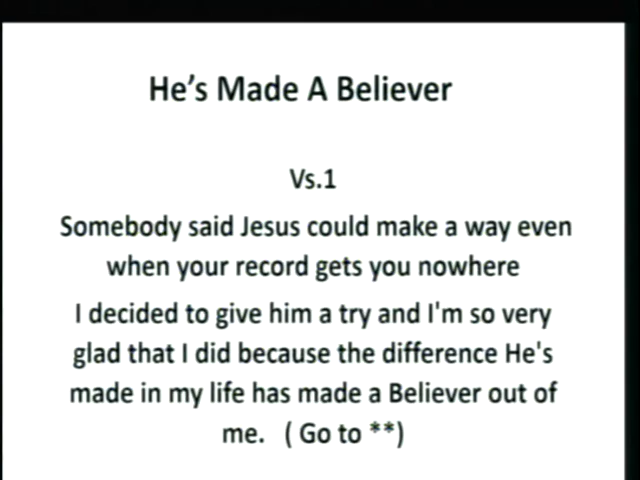 He's Made A Believer
Vs.1
Somebody said Jesus could make a way even
when your record gets you nowhere
I decided to give him a try and I'm so very
glad that I did because the difference He's
made in my life has made a Believer out of
me. ( Go to **)